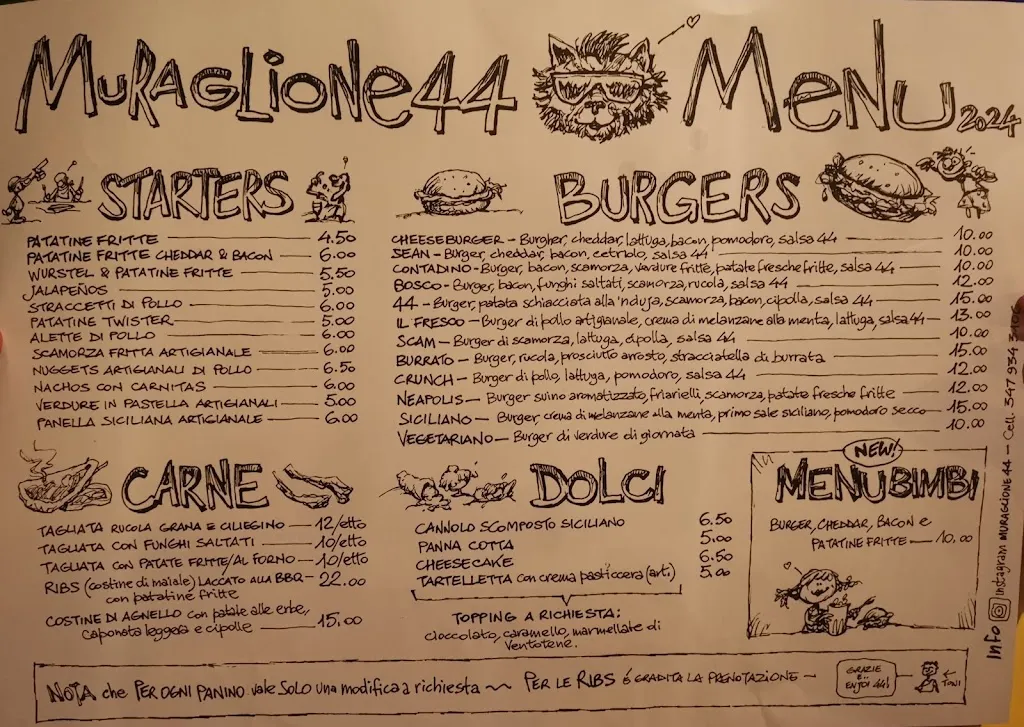 MURAGLIONE44 MENU 2024
STARTERS
PATATINE FRITTE 4.50
PATATINE FRITTE CHEDDAR & BACON 6.00
WURSTEL & PATATINE FRITTE 5.50
JALAPEÑOS 5.00
STRACCETTI DI POLLO 6.00
PATATINE TWISTER 5.00
ALETTE DI POLLO 6.00
SCAMORZA FRITTA ARTIGIANALE 6.00
NUGGETS ARTIGIANALI DI POLLO 6.50
NACHOS CON CARNITAS 6.00
VERDURE IN PASTELLA ARTIGIANALI 5.00
PANELLA SICILIANA ARTIGIANALE 6.00
BURGERS
CHEESEBURGER – Burgher, cheddar, lattuga, bacon, pomodoro, salsa 44 10.00
SEAN – Burger, cheddar, bacon, cetriolo, salsa 44 10.00
CONTADINO – Burger, bacon, scamorza, verdure fritte, patate fresche fritte, salsa 44 10.00
BOSCO – Burger, bacon, funghi saltati, scamorza, rucola, salsa 44 12.00
44 – Burger, patata schiacciata alla 'nduja, scamorza, bacon, cipolla, salsa 44 15.00
IL FRESCO – Burger di pollo artigianale, crema di melanzane alla menta, lattuga, salsa 44 13.00
SCAM – Burger di scamorza, lattuga, cipolla, salsa 44 10.00
BURRATO – Burger, rucola, prosciutto arrosto, stracciatella di burrata 15.00
CRUNCH – Burger di pollo, lattuga, pomodoro, salsa 44 12.00
NEAPOLIS – Burger suino aromatizzato, friarielli, scamorza, patate fresche fritte 12.00
SICILIANO – Burger, crema di melanzane alla menta, primo sale siciliano, pomodoro secco 15.00
VEGETARIANO – Burger di verdure di giornata 10.00
CARNE
TAGLIATA RUCOLA GRANA E CILIEGINO 12/etto
TAGLIATA CON FUNGHI SALTATI 10/etto
TAGLIATA CON PATATE FRITTE/AL FORNO 10/etto
RIBS (costine di maiale) LACCATO ALLA BBQ 22.00
con patatine fritte
COSTINE DI AGNELLO con patate alle erbe,
caponata leggera e cipolle 15.00
DOLCI
CANNOLO SCOMPOSTO SICILIANO 6.50
PANNA COTTA 5.00
CHEESECAKE 6.50
TARTELLETTA con crema pasticcera (art.) 5.00
TOPPING A RICHIESTA:
cioccolato, caramello, marmellate di
Ventotene.
NEW!
MENU BIMBI
BURGER, CHEDDAR, BACON e
PATATINE FRITTE 10.00
Info Instagram MURAGLIONE44 – Cell. 347 934
NOTA che PER OGNI PANINO vale SOLO una modifica a richiesta ~ PER LE RIBS é GRADITA LA PRENOTAZIONE –
GRAZIE
E..
ENJOI 44!
TONI